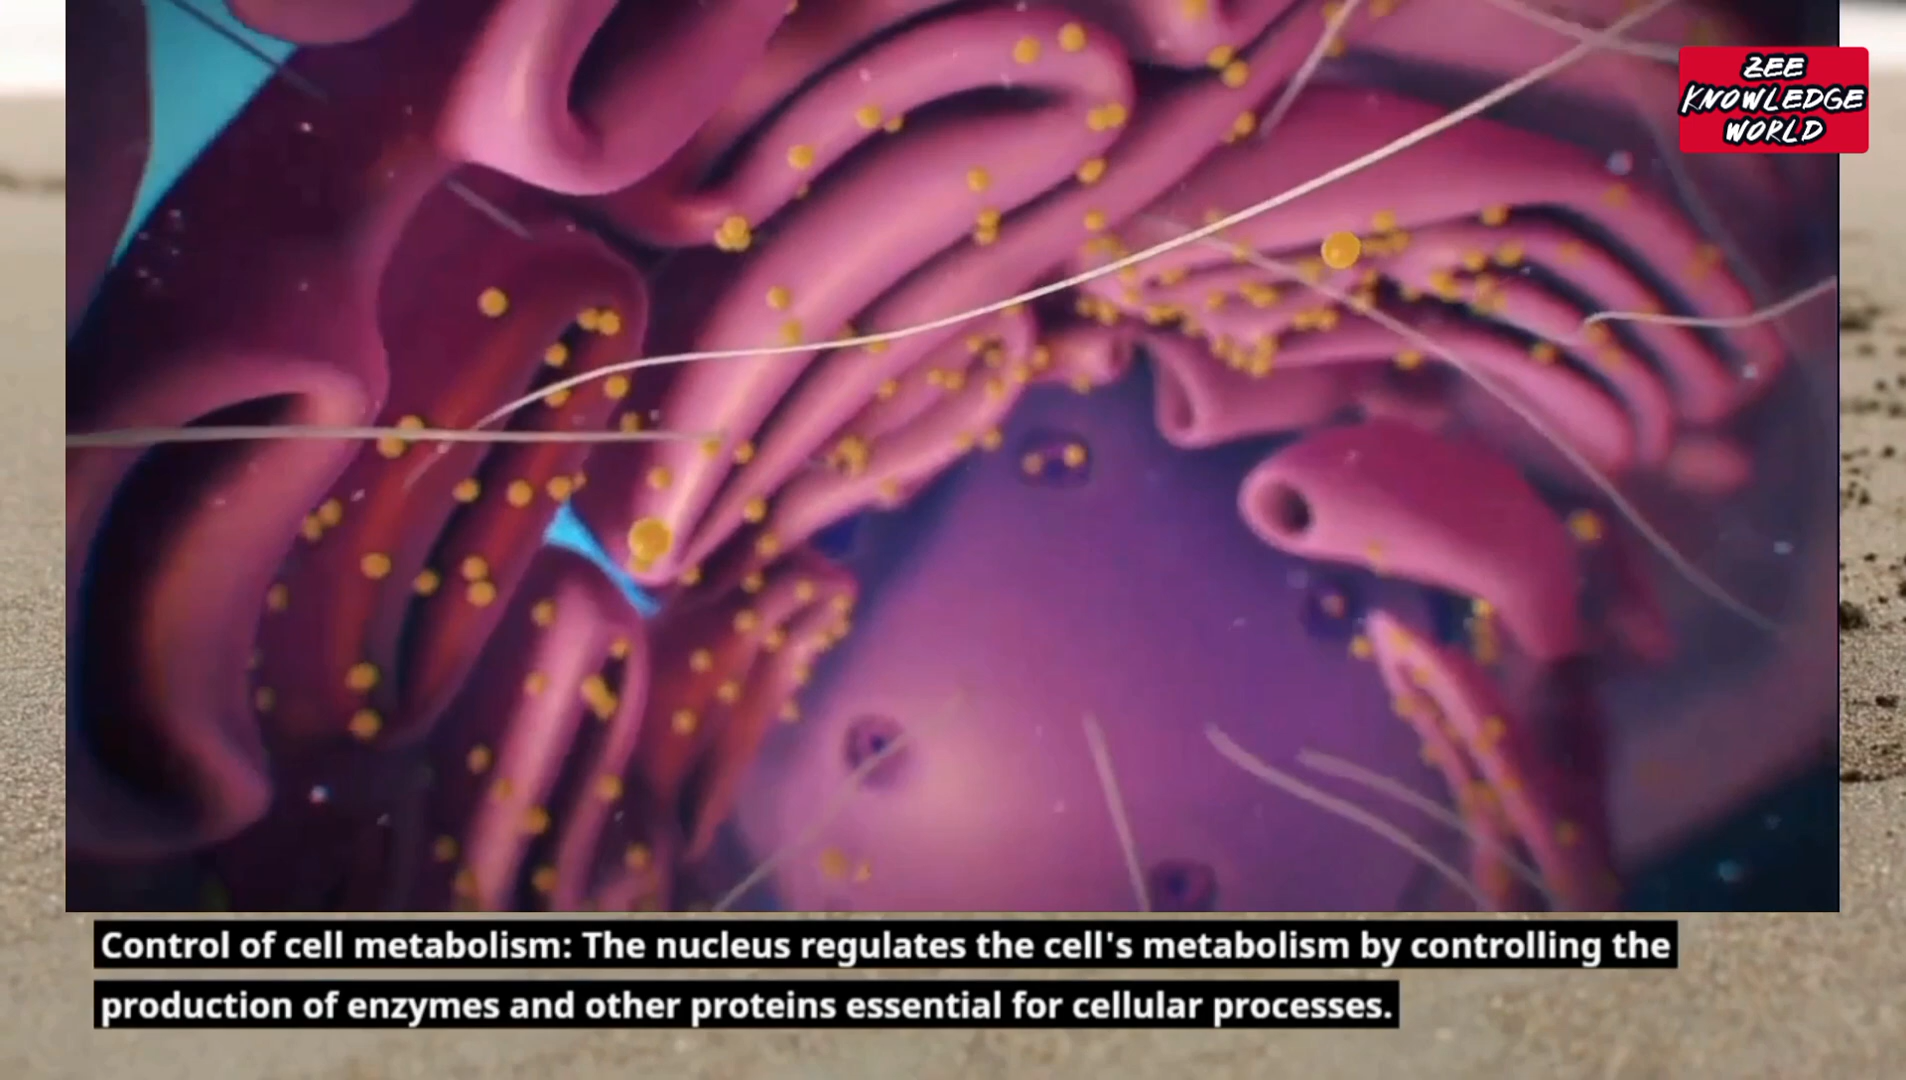 ZEE
KNOWLEDGE
WORLD
Control of cell metabolism: The nucleus regulates the cell's metabolism by controlling the
production of enzymes and other proteins essential for cellular processes.